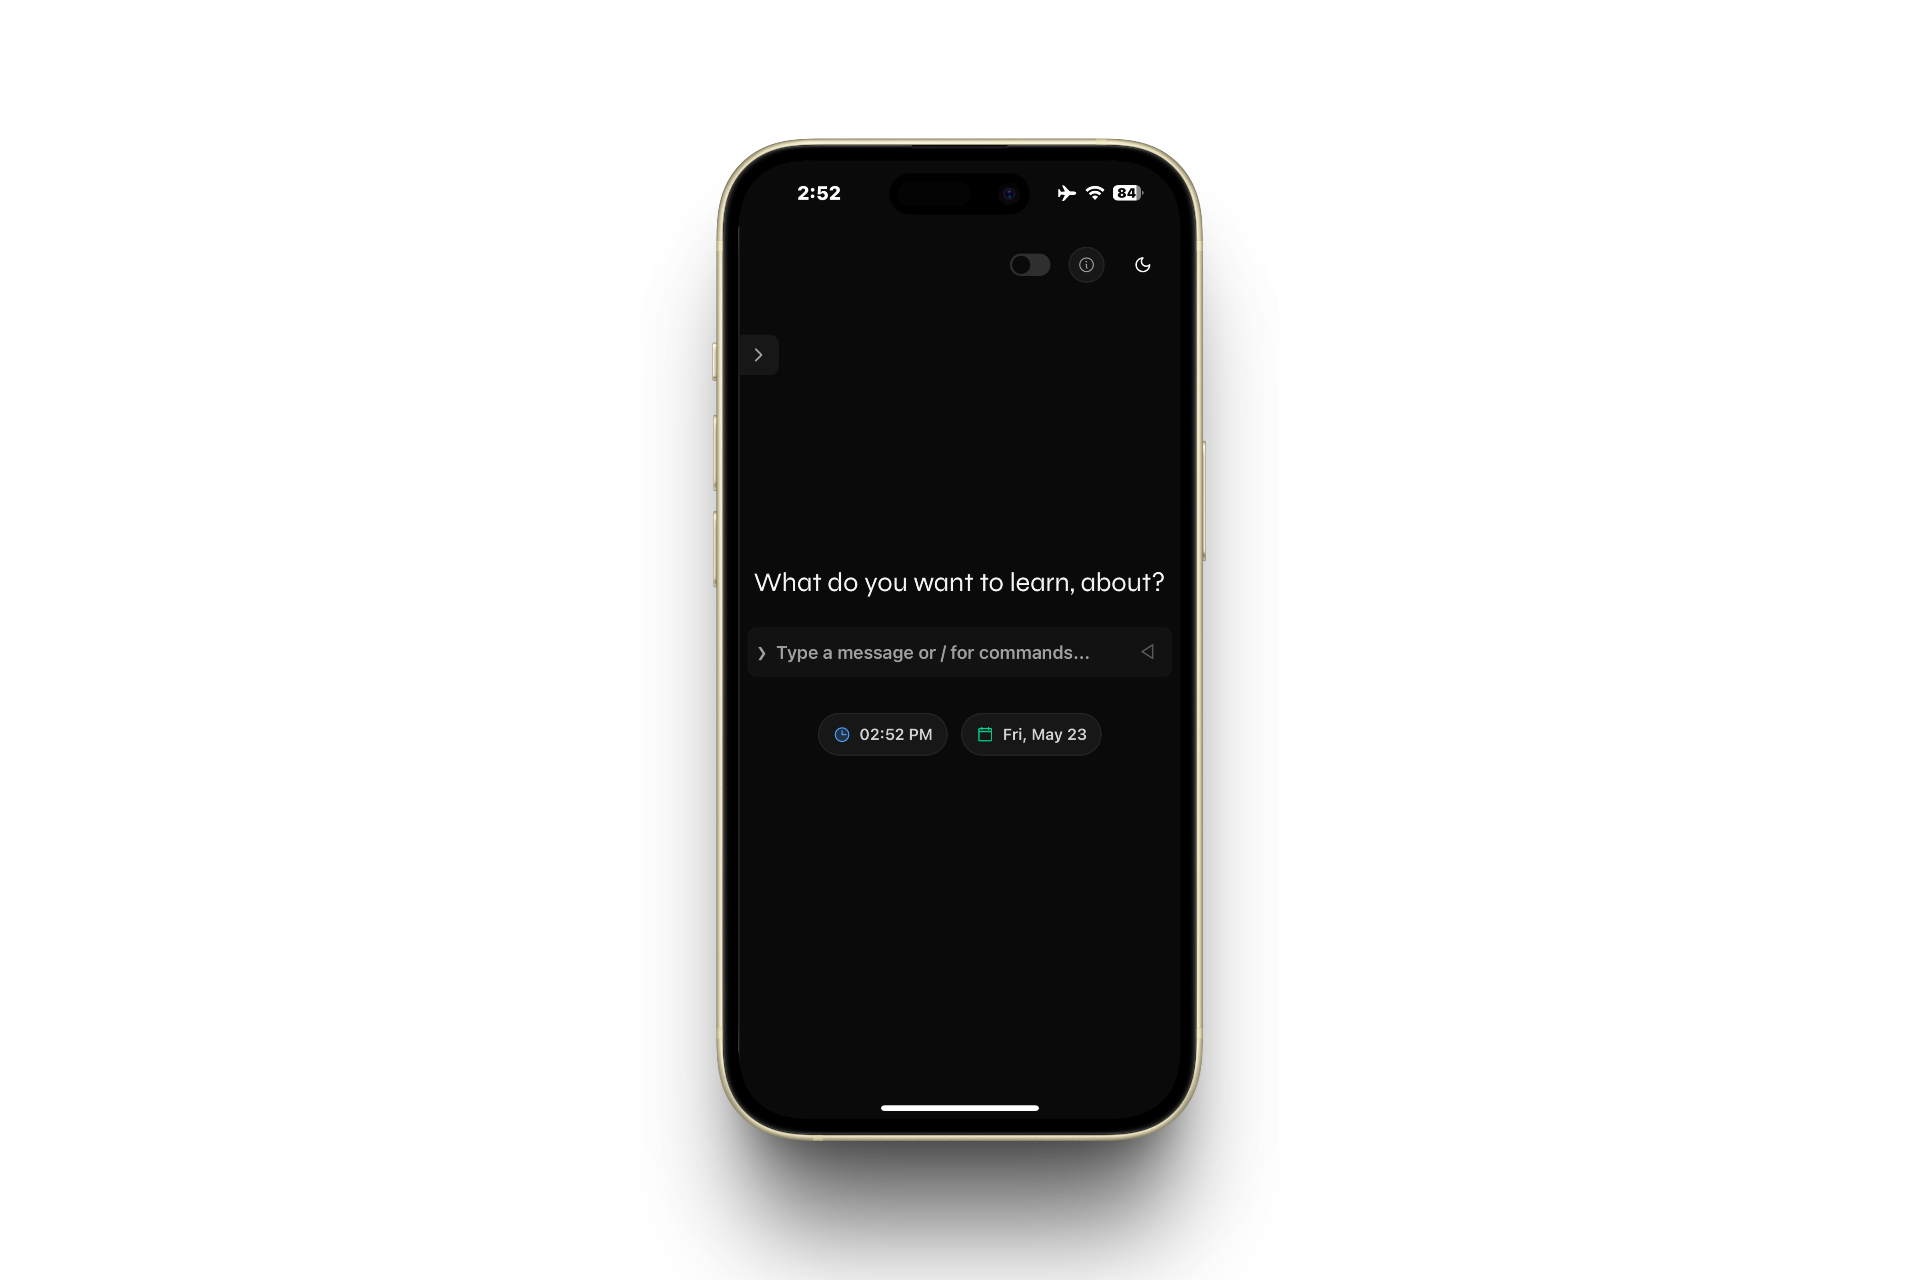 2:52
84
What do you want to learn, about?
Type a message or / for commands...
02:52 PM
Fri, May 23